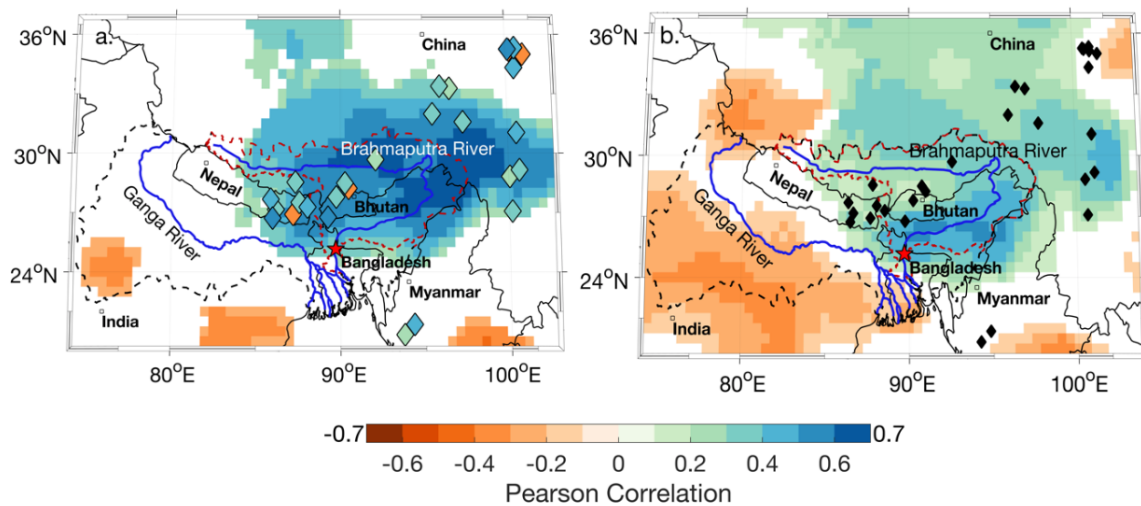 a.
36°N
China
30°N
Brahmaputra River
Nepal
Bhutan
Ganga River
Bangladesh
24°N
Myanmar
India
80°E
90°E
100°E
b.
36°N
China
30°N
Brahmaputra River
Nepal
Bhutan
Ganga River
Bangladesh
24°N
Myanmar
India
80°E
90°E
100°E
-0.7
0.7
-0.6
-0.4
-0.2
0
0.2
0.4
0.6
Pearson Correlation